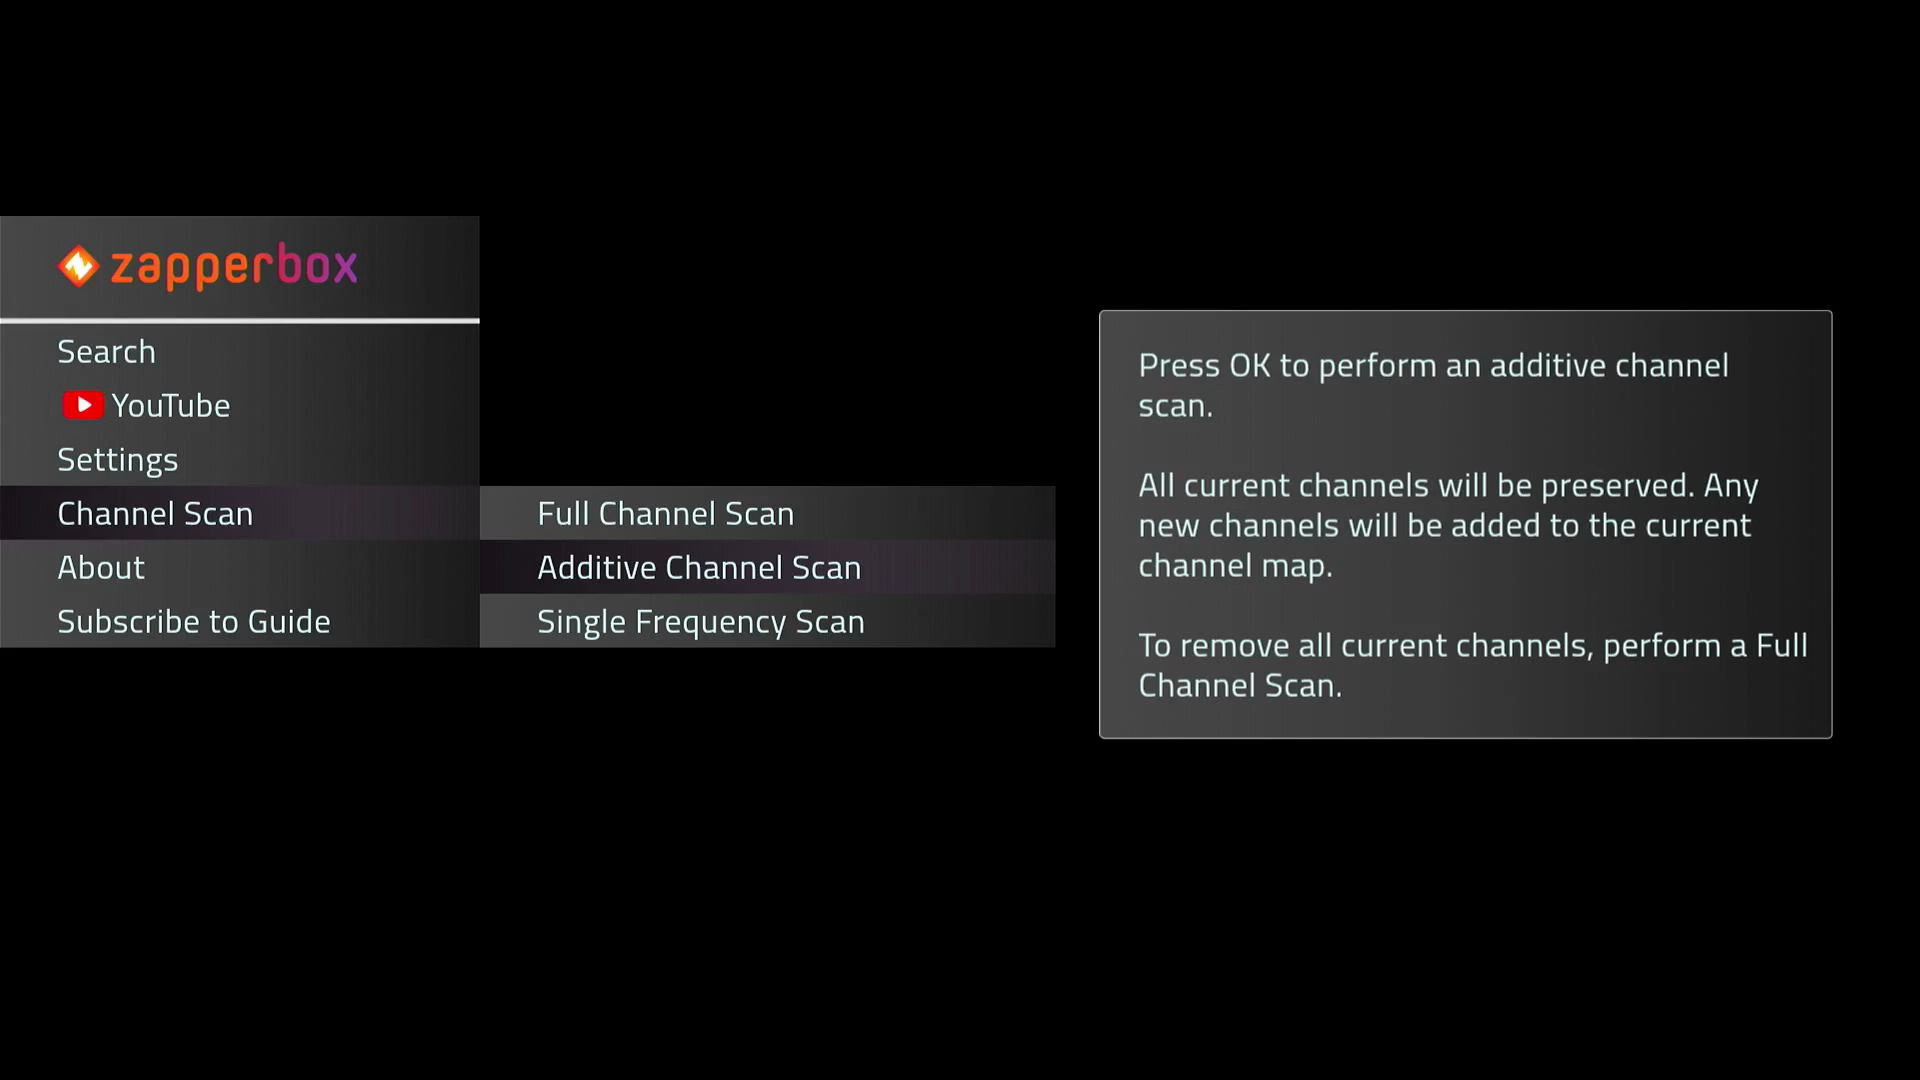 zapperbox
Search
YouTube
Settings
Channel Scan
About
Subscribe to Guide
Full Channel Scan
Additive Channel Scan
Single Frequency Scan
Press OK to perform an additive channel
scan.
All current channels will be preserved. Any
new channels will be added to the current
channel map.
To remove all current channels, perform a Full
Channel Scan.